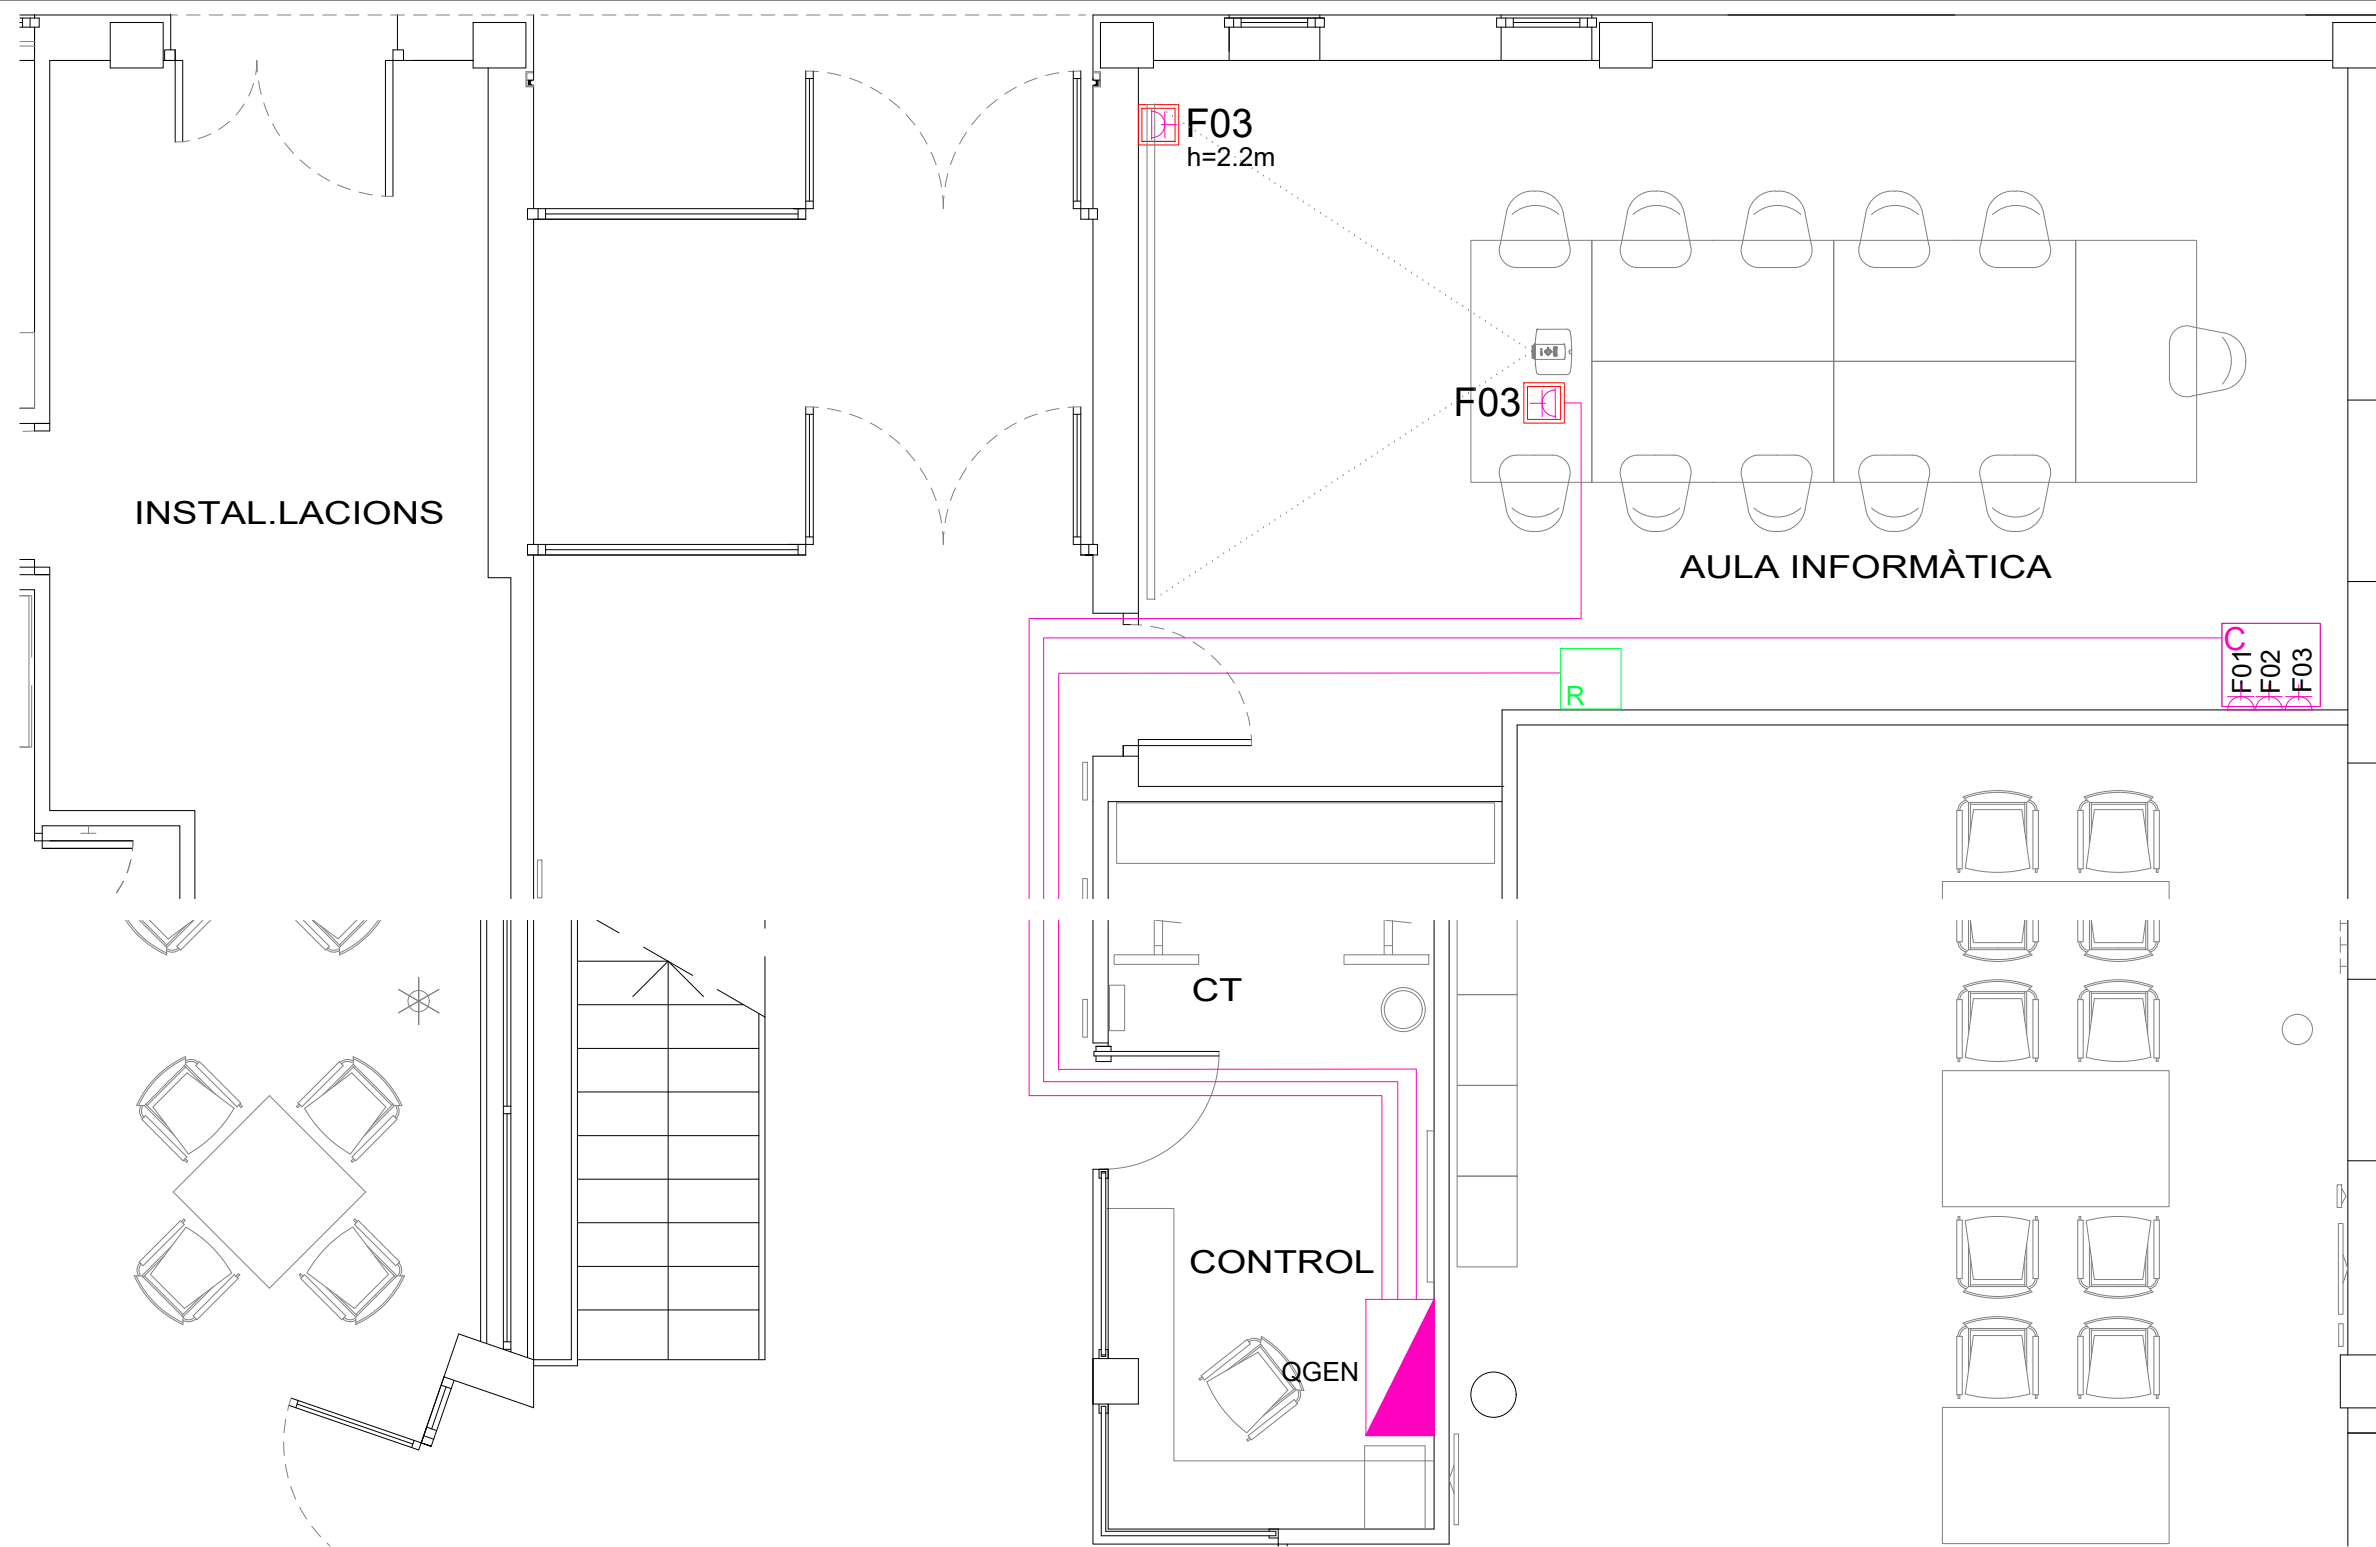 F03
h=2.2m
F03
INSTAL.LACIONS
AULA INFORMÀTICA
C
F01
F02
F03
R
CT
CONTROL
QGEN